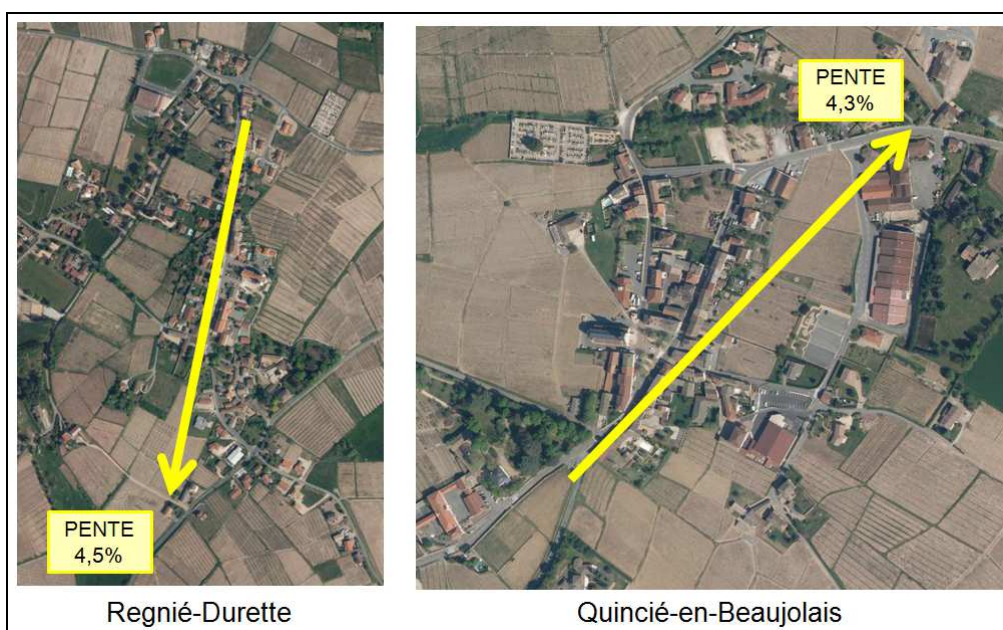 PENTE
4,5%
Regnié-Durette
PENTE
4,3%
Quincié-en-Beaujolais